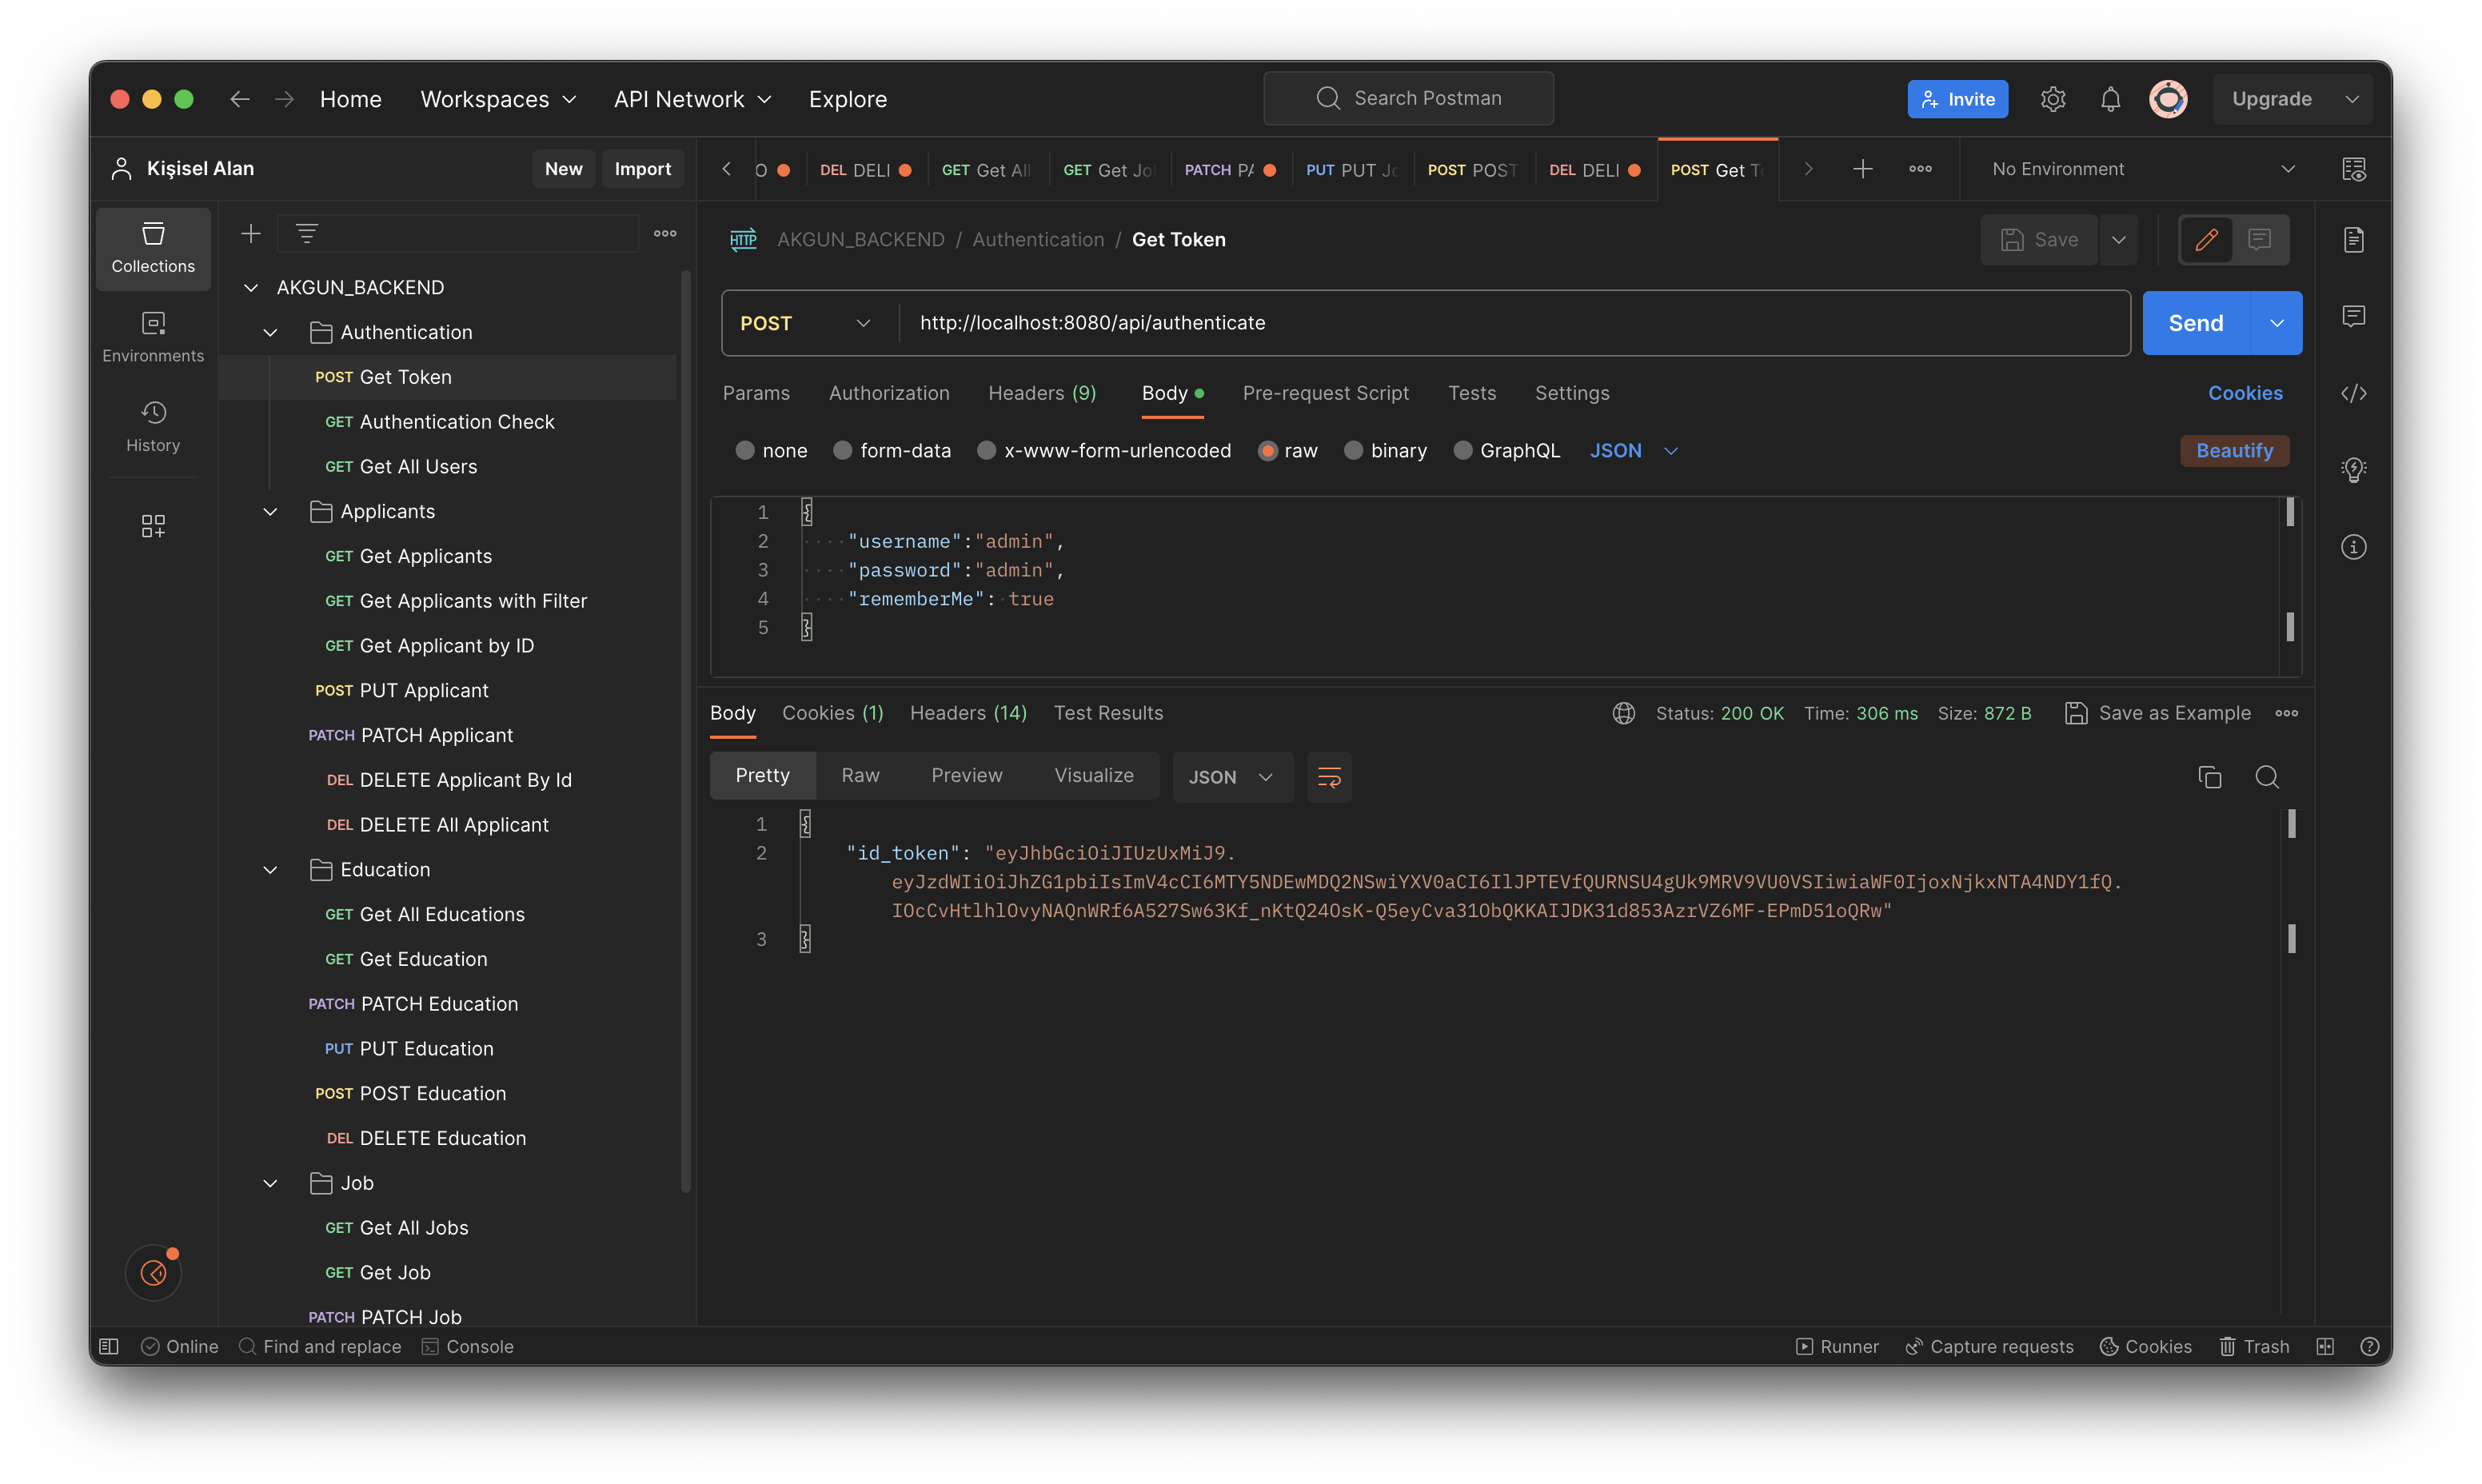 Home
Workspaces
API Network
Explore
Search Postman
Invite
Upgrade
Kişisel Alan
New
Import
DEL DELI
GET Get All
GET Get Jo
PATCH PA
PUT PUT Jo
POST POST
DEL DELI
POST Get To
No Environment
Collections
Environments
History
AKGUN_BACKEND
Authentication
POST Get Token
GET Authentication Check
GET Get All Users
Applicants
GET Get Applicants
GET Get Applicants with Filter
GET Get Applicant by ID
POST PUT Applicant
PATCH PATCH Applicant
DEL DELETE Applicant By Id
DEL DELETE All Applicant
Education
GET Get All Educations
GET Get Education
PATCH PATCH Education
PUT PUT Education
POST POST Education
DEL DELETE Education
Job
GET Get All Jobs
GET Get Job
PATCH PATCH Job
HTTP AKGUN_BACKEND / Authentication / Get Token
Save
POST http://localhost:8080/api/authenticate
Send
Params Authorization Headers (9) Body Pre-request Script Tests Settings
Cookies
none form-data x-www-form-urlencoded raw binary GraphQL JSON
Beautify
1 {
2 "username":"admin",
3 "password":"admin",
4 "rememberMe": true
5 }
Body Cookies (1) Headers (14) Test Results
Status: 200 OK Time: 306 ms Size: 872 B
Save as Example
Pretty Raw Preview Visualize JSON
1 {
2 "id_token": "eyJhbGciOiJIUzUxMiJ9.
eyJzdWIiOiJhZG1pbiIsImV4cCI6MTY5NDEwMDQ2NSwiYXV0aCI6IlJPTEVfQURNSU4gUk9MRV9VU0VSIiwiaWF0IjoxNjkxNTA4NDY1fQ.
IOcCvHtlhlOvyNAQnWRf6A527Sw63Kf_nKtQ24OsK-Q5eyCva31ObQKKAIJDK31d853AzrVZ6MF-EPmD51oQRw"
3 }
Online
Find and replace
Console
Runner
Capture requests
Cookies
Trash